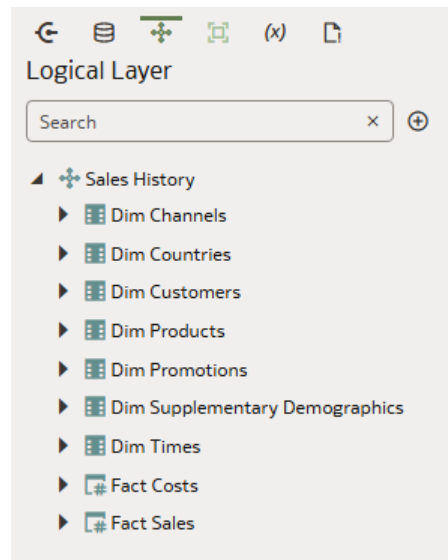 (x)
Logical Layer
Search
Sales History
Dim Channels
Dim Countries
Dim Customers
Dim Products
Dim Promotions
Dim Supplementary Demographics
Dim Times
Fact Costs
Fact Sales